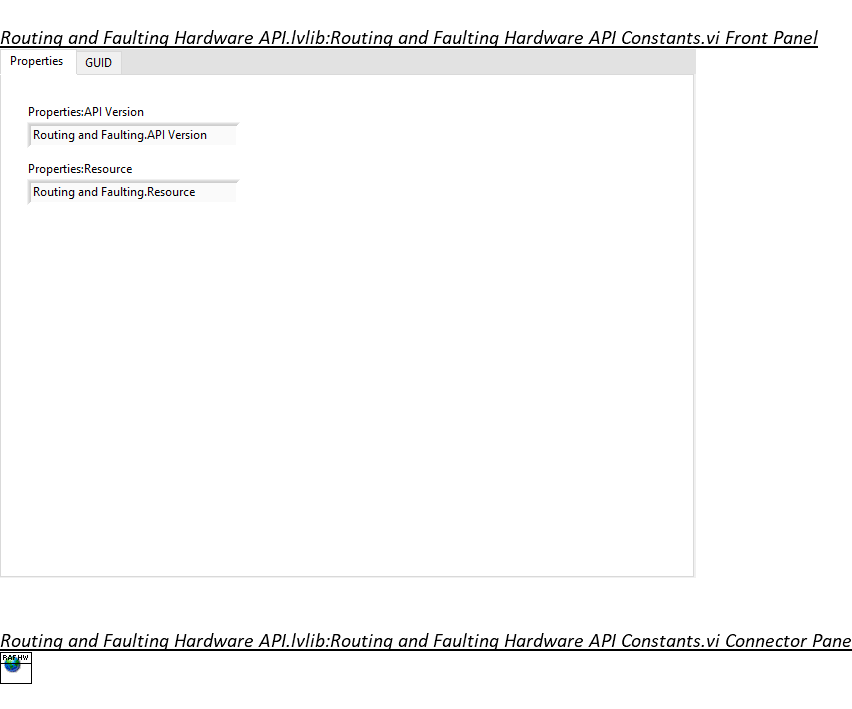 Routing and Faulting Hardware API.lvlib:Routing and Faulting Hardware API Constants.vi Front Panel
Properties GUID
Properties:API Version
Routing and Faulting.API Version
Properties:Resource
Routing and Faulting.Resource
Routing and Faulting Hardware API.lvlib:Routing and Faulting Hardware API Constants.vi Connector Pane
RAF HW